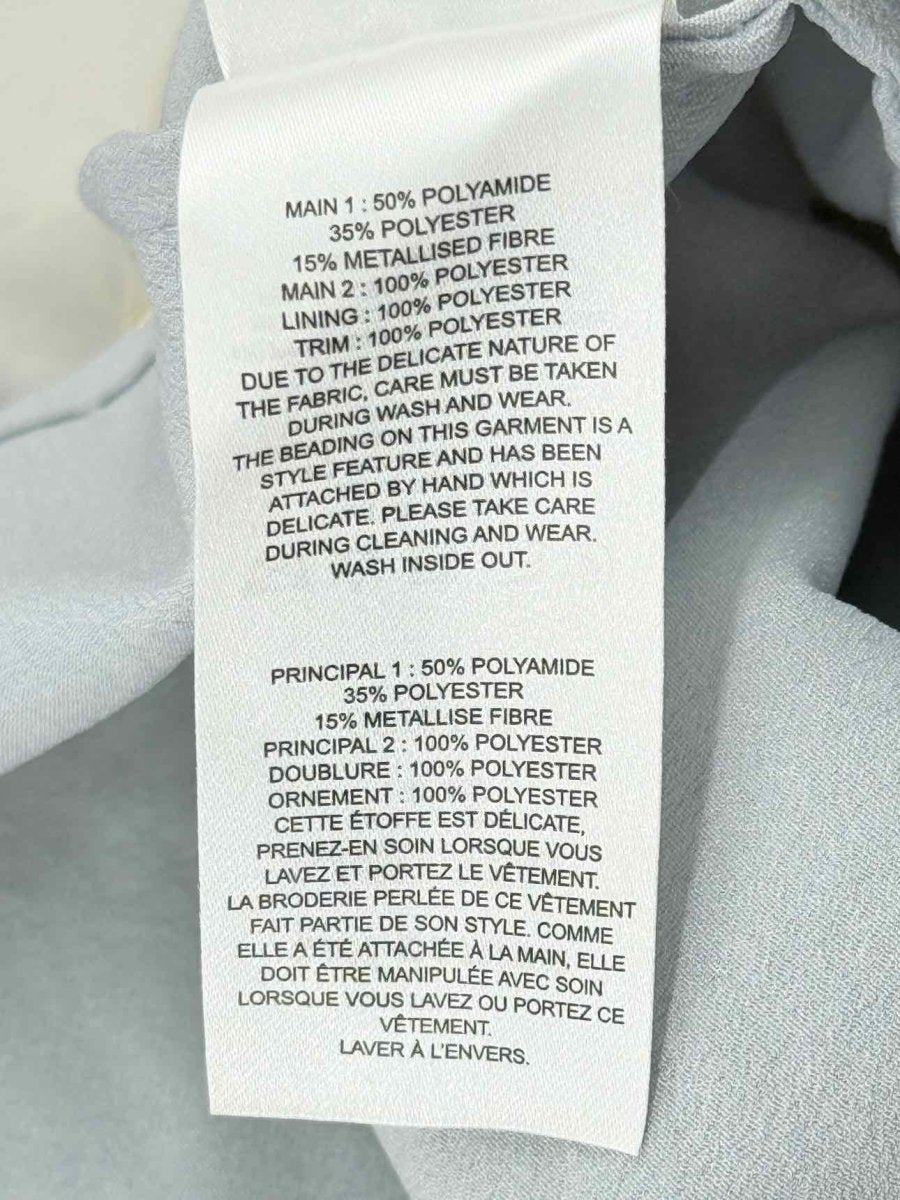 MAIN 1 : 50% POLYAMIDE
35% POLYESTER
15% METALLISED FIBRE
MAIN 2 : 100% POLYESTER
LINING : 100% POLYESTER
TRIM : 100% POLYESTER
DUE TO THE DELICATE NATURE OF
THE FABRIC, CARE MUST BE TAKEN
DURING WASH AND WEAR.
THE BEADING ON THIS GARMENT IS A
STYLE FEATURE AND HAS BEEN
ATTACHED BY HAND WHICH IS
DELICATE. PLEASE TAKE CARE
DURING CLEANING AND WEAR.
WASH INSIDE OUT.
PRINCIPAL 1 : 50% POLYAMIDE
35% POLYESTER
15% METALLISE FIBRE
PRINCIPAL 2 : 100% POLYESTER
DOUBLURE : 100% POLYESTER
ORNEMENT : 100% POLYESTER
CETTE ÉTOFFE EST DÉLICATE,
PRENEZ-EN SOIN LORSQUE VOUS
LAVEZ ET PORTEZ LE VÊTEMENT.
LA BRODERIE PERLÉE DE CE VÊTEMENT
FAIT PARTIE DE SON STYLE. COMME
ELLE A ÉTÉ ATTACHÉE À LA MAIN, ELLE
DOIT ÊTRE MANIPULÉE AVEC SOIN
LORSQUE VOUS LAVEZ OU PORTEZ CE
VÊTEMENT.
LAVER À L'ENVERS.